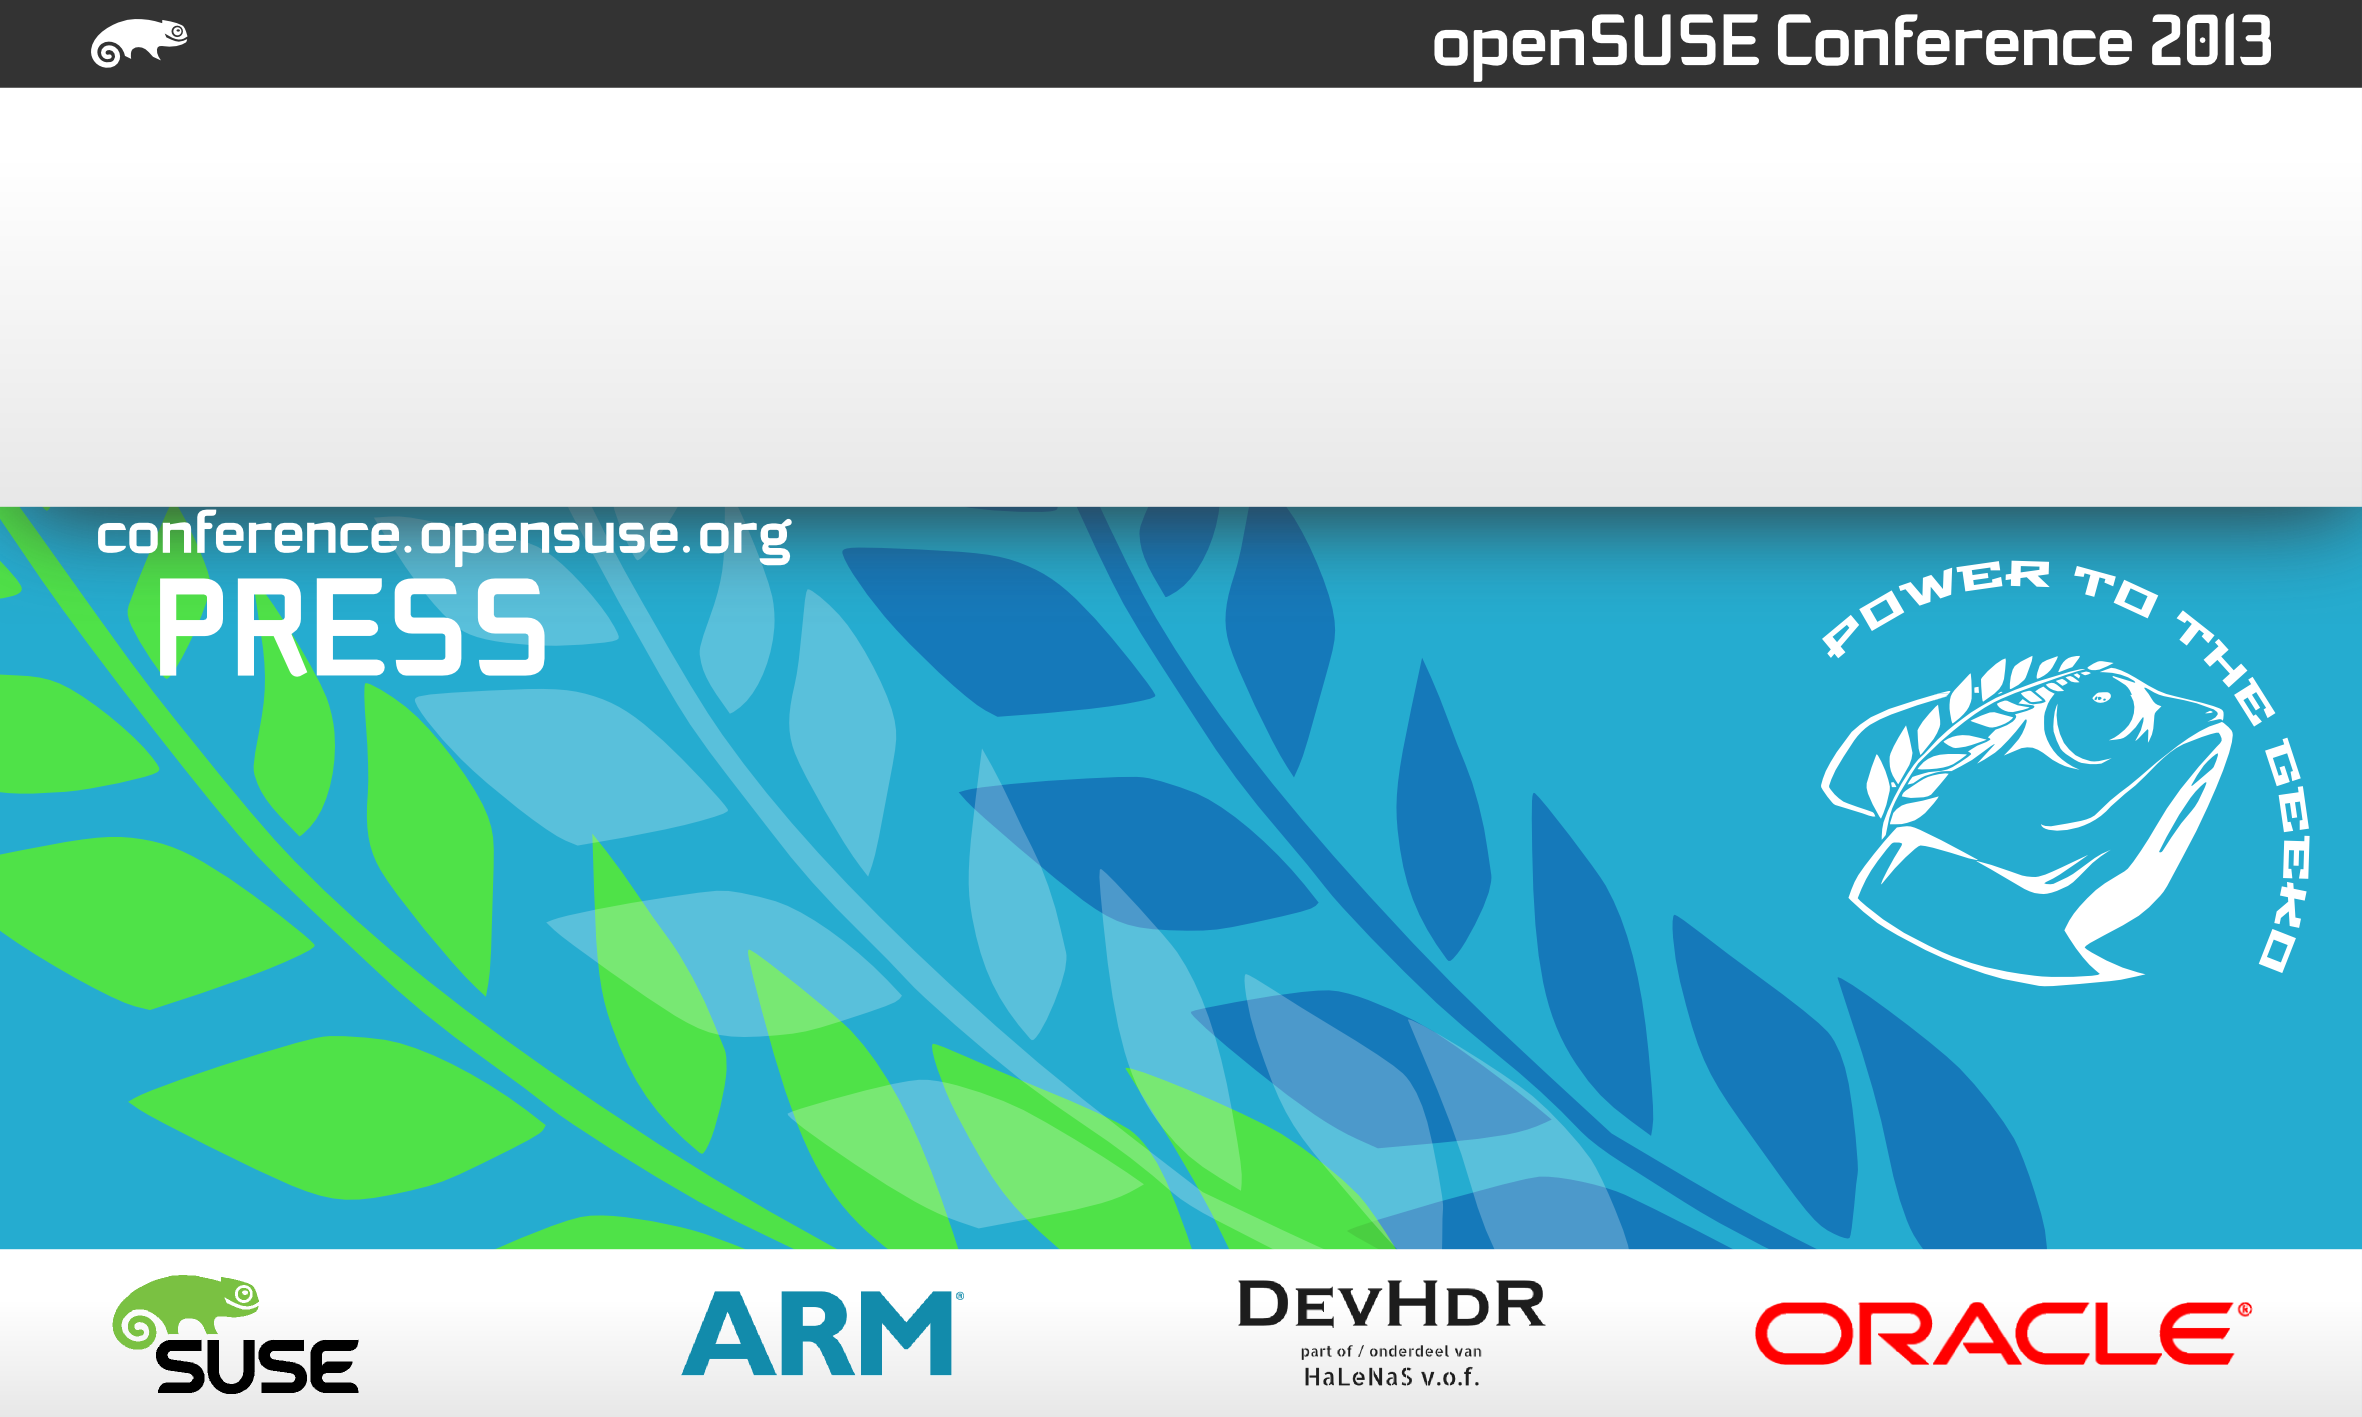 openSUSE Conference 2013
conference.opensuse.org
PRESS
POWER TO THE GEEKO
SUSE
ARM®
DEVHDR
part of / onderdeel van
HaLeNaS v.o.f.
ORACLE®